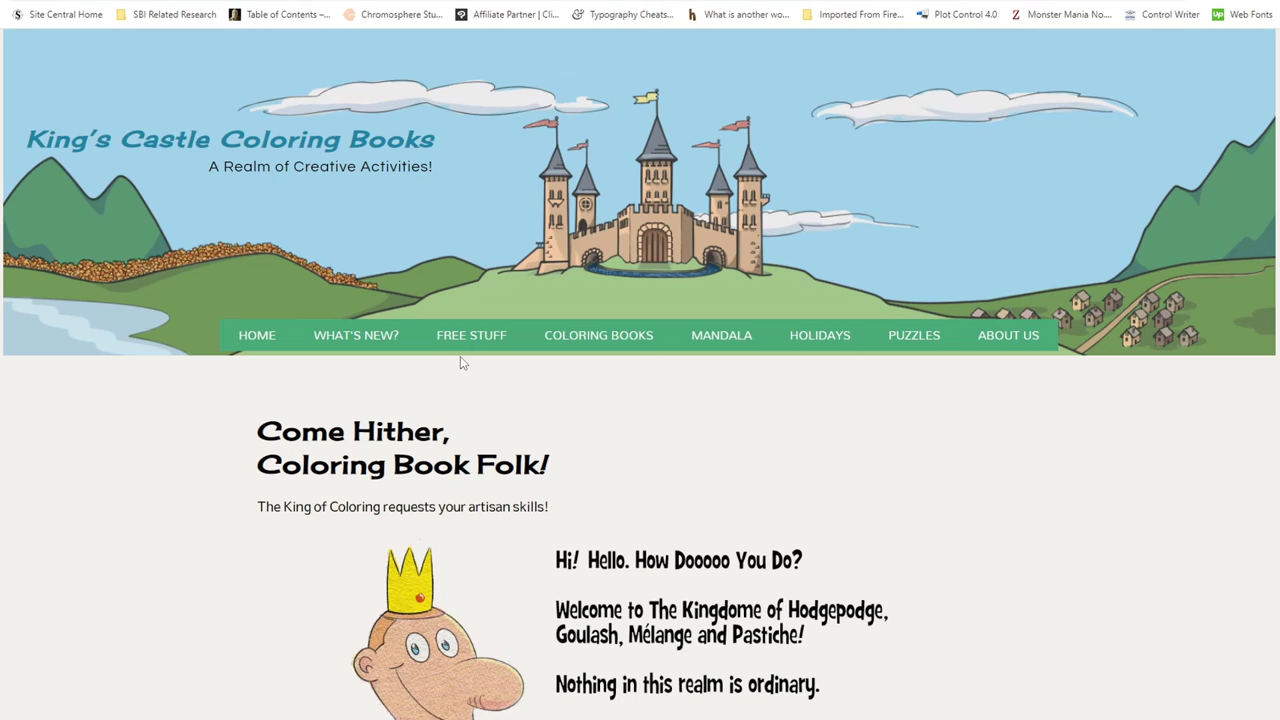 Site Central Home SBI Related Research Table of Contents –... Chromosphere Stu... Affiliate Partner | Cli... Typography Cheats... What is another wo... Imported From Fire... Plot Control 4.0 Monster Mania No.... Control Writer Web Fonts
King's Castle Coloring Books
A Realm of Creative Activities!
HOME WHAT'S NEW? FREE STUFF COLORING BOOKS MANDALA HOLIDAYS PUZZLES ABOUT US
Come Hither,
Coloring Book Folk!
The King of Coloring requests your artisan skills!
Hi! Hello. How Dooooo You Do?
Welcome to The Kingdome of Hodgepodge,
Goulash, Mélange and Pastiche!
Nothing in this realm is ordinary.